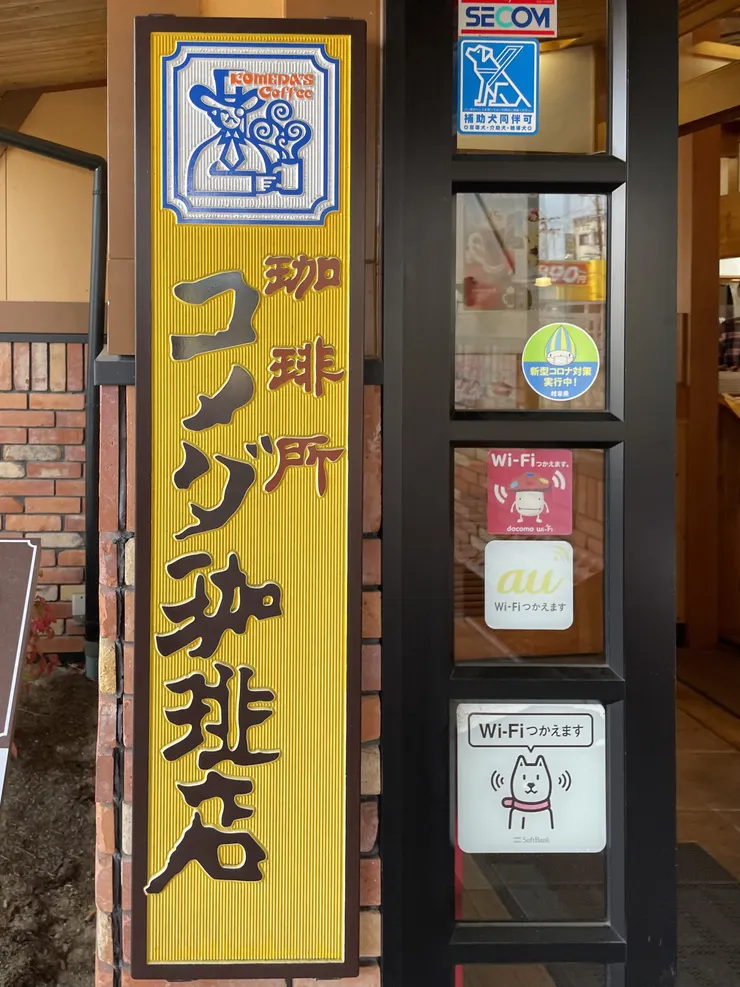 KOMEDA'S
Coffee
珈琲所
コメダ珈琲店
SECOM
補助犬同伴可
新型コロナ対策
実行中!
岐阜県
Wi-Fiつかえます。
docomo Wi-Fi
au
Wi-Fiつかえます
Wi-Fiつかえます
SoftBank